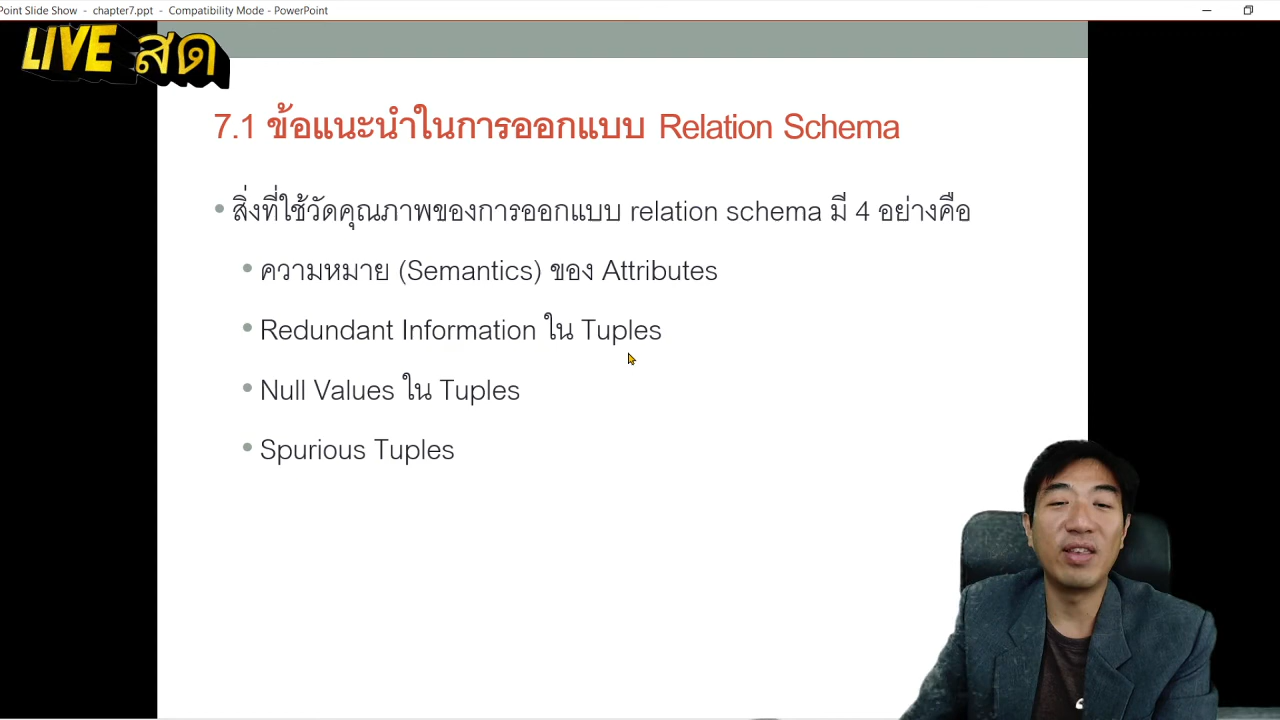 Point Slide Show - chapter7.ppt - Compatibility Mode - PowerPoint
LIVE สด
7.1 ข้อแนะนำในการออกแบบ Relation Schema
• สิ่งที่ใช้วัดคุณภาพของการออกแบบ relation schema มี 4 อย่างคือ
• ความหมาย (Semantics) ของ Attributes
• Redundant Information ใน Tuples
• Null Values ใน Tuples
• Spurious Tuples